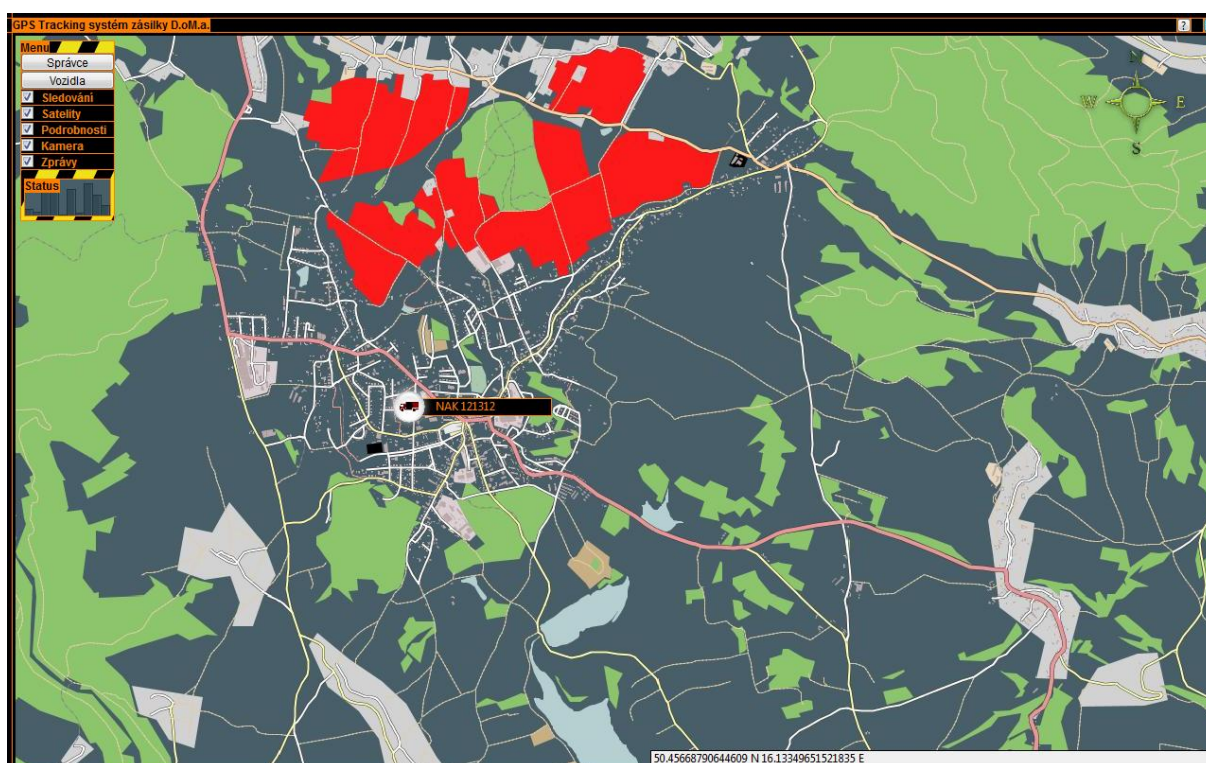 GPS Tracking systém zásilky D.oM.a.
?
Menu
Správce
Vozidla
Sledování
Satelity
Podrobnosti
Kamera
Zprávy
Status
N
W E
S
NAK 121312
50.45668790644609 N 16.13349651521835 E